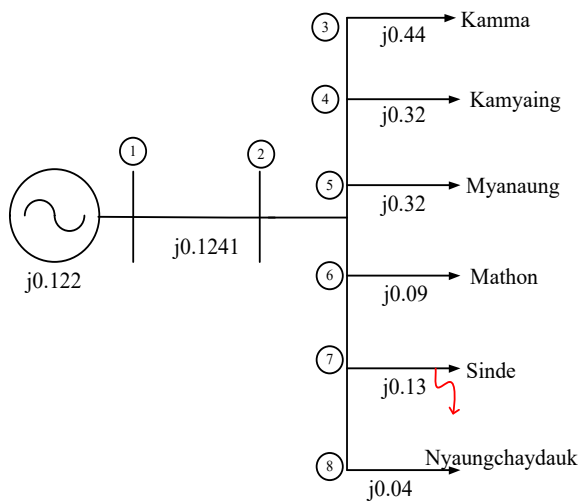 3
Kamma
j0.44
4
Kamyaing
j0.32
1
2
5
Myanaung
j0.32
j0.1241
j0.122
6
Mathon
j0.09
7
Sinde
j0.13
8
Nyaungchaydauk
j0.04